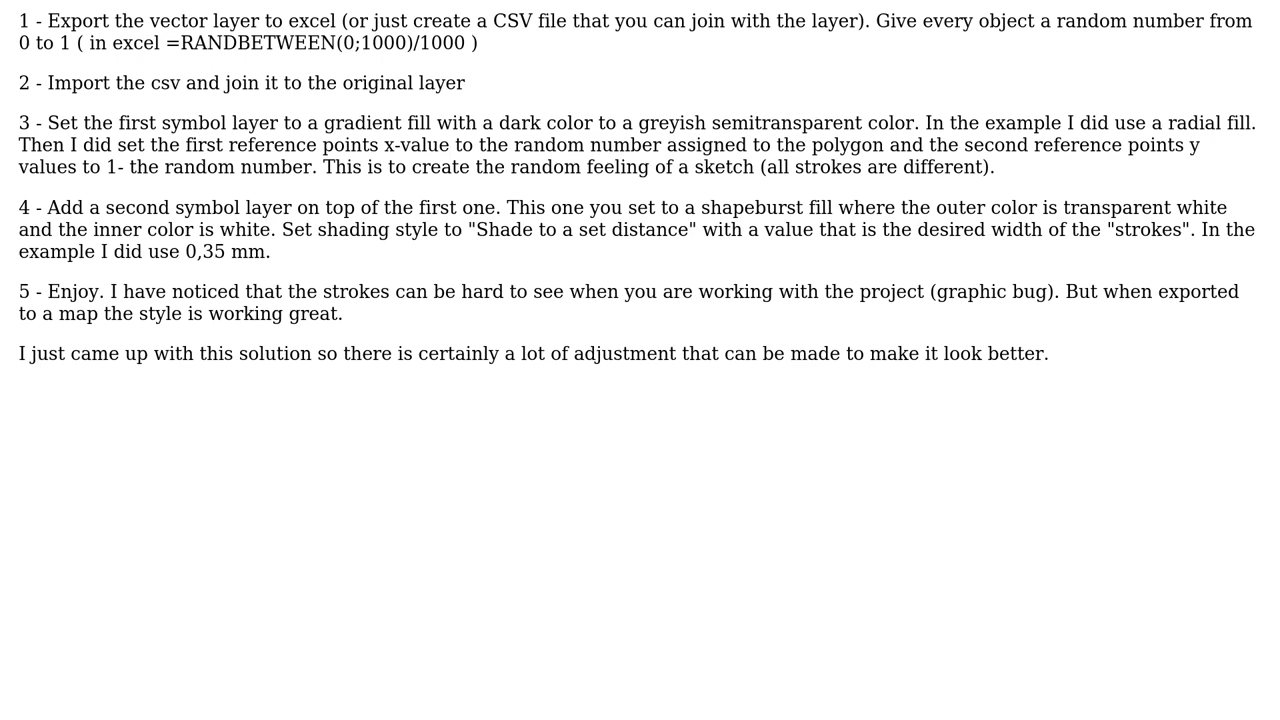 1 - Export the vector layer to excel (or just create a CSV file that you can join with the layer). Give every object a random number from
0 to 1 ( in excel =RANDBETWEEN(0;1000)/1000 )
2 - Import the csv and join it to the original layer
3 - Set the first symbol layer to a gradient fill with a dark color to a greyish semitransparent color. In the example I did use a radial fill.
Then I did set the first reference points x-value to the random number assigned to the polygon and the second reference points y
values to 1- the random number. This is to create the random feeling of a sketch (all strokes are different).
4 - Add a second symbol layer on top of the first one. This one you set to a shapeburst fill where the outer color is transparent white
and the inner color is white. Set shading style to "Shade to a set distance" with a value that is the desired width of the "strokes". In the
example I did use 0,35 mm.
5 - Enjoy. I have noticed that the strokes can be hard to see when you are working with the project (graphic bug). But when exported
to a map the style is working great.
I just came up with this solution so there is certainly a lot of adjustment that can be made to make it look better.